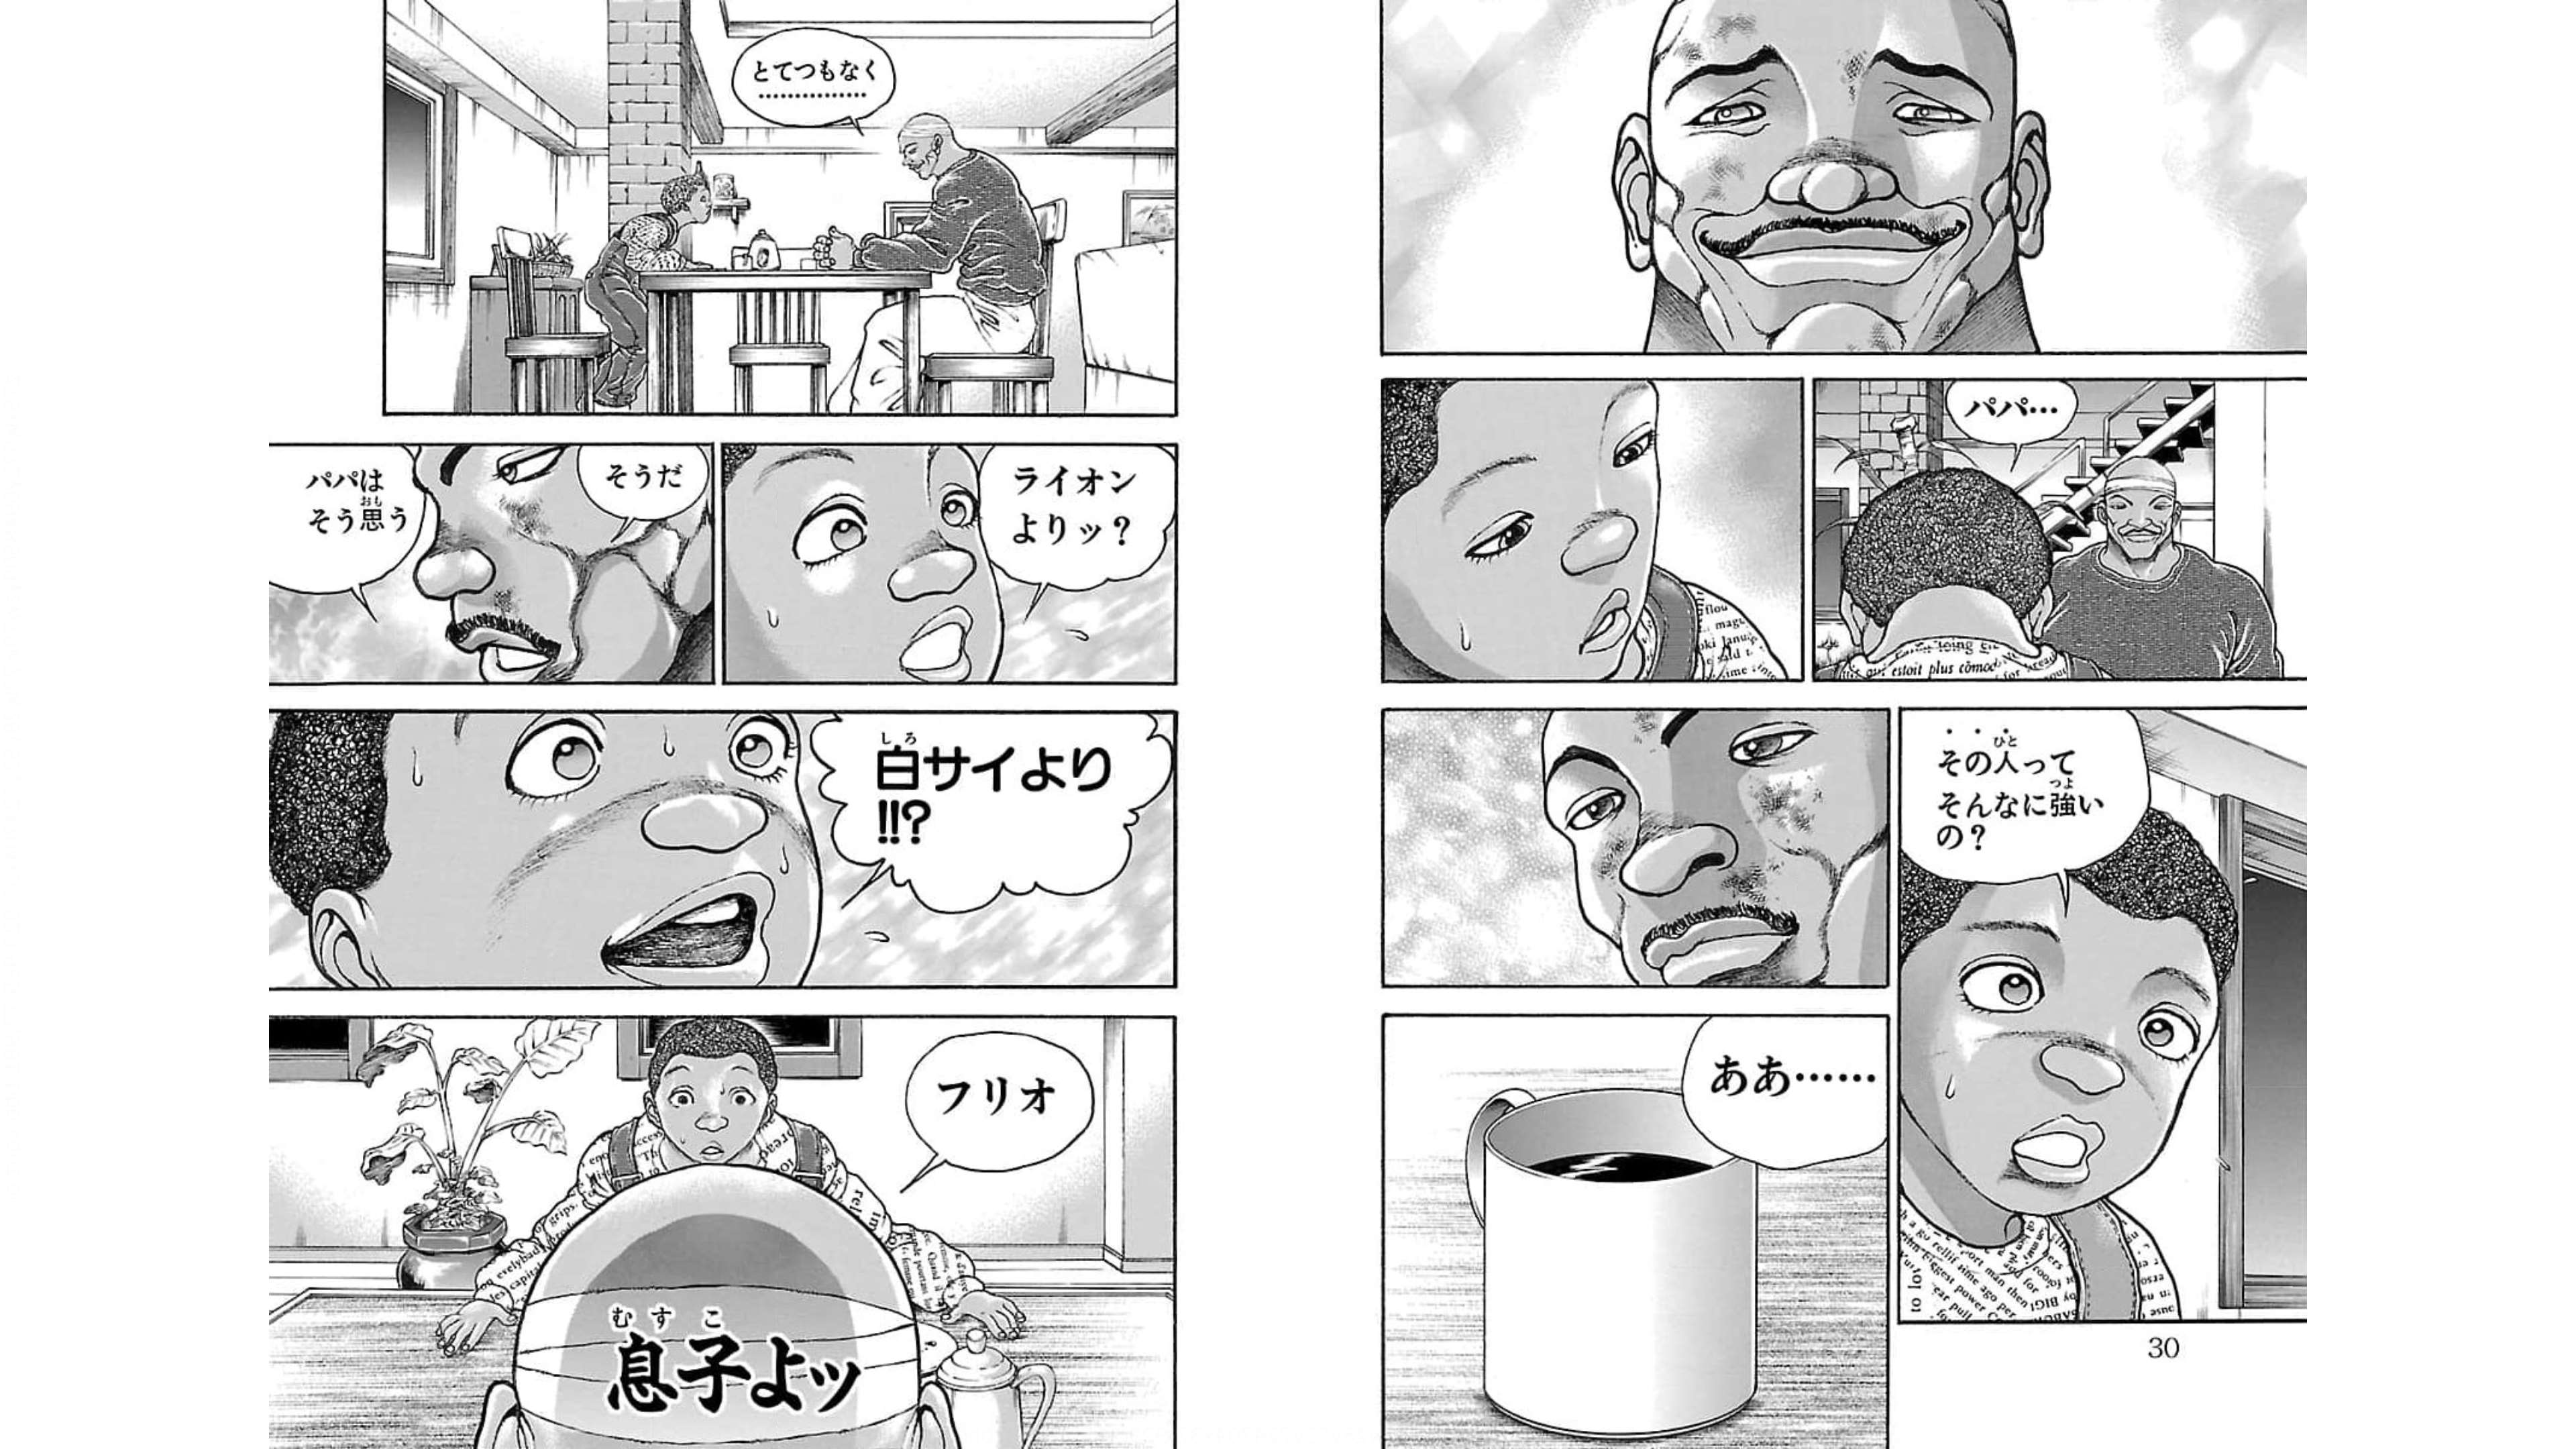 パパ…
その人って
そんなに強い
の？
ああ……
30
とてつもなく
……………
ライオン
よりッ？
そうだ
パパは
そう思う
白サイより
!!?
フリオ
息子よッ